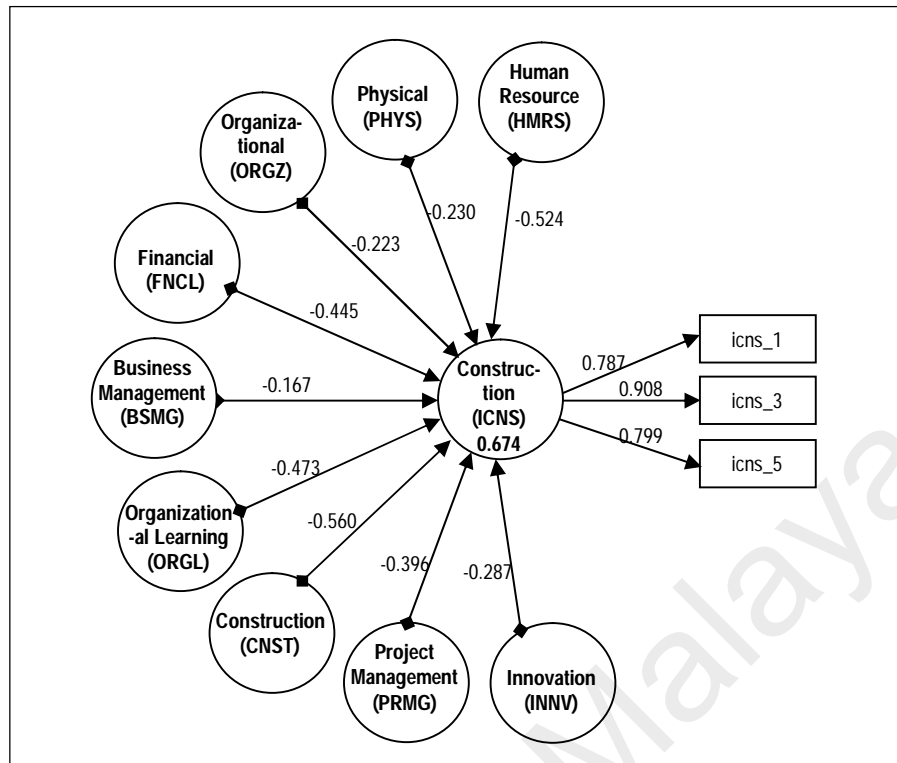 Physical
(PHYS)
Human
Resource
(HMRS)
Organiza-
tional
(ORGZ)
-0.230
-0.524
-0.223
Financial
(FNCL)
-0.445
Business
Management
(BSMG)
-0.167
Construc-
tion
(ICNS)
0.674
0.787
icns_1
0.908
icns_3
0.799
icns_5
Organization
-al Learning
(ORGL)
-0.473
-0.560
Construction
(CNST)
-0.396
Project
Management
(PRMG)
-0.287
Innovation
(INNV)
Malaya